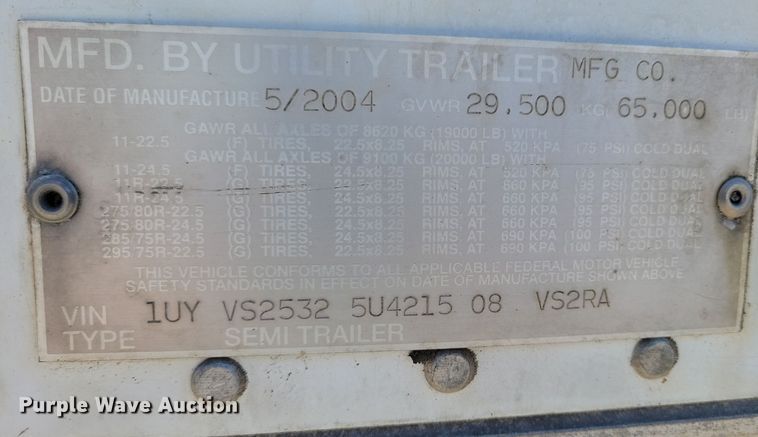 MFD. BY UTILITY TRAILER MFG CO.
DATE OF MANUFACTURE 5/2004 GVWR 29,500 KG 65,000 LB)
GAWR ALL AXLES OF 8620 KG (19000 LB) WITH
11-22.5 (F) TIRES, 22.5x8.25 RIMS, AT 520 KPA (75 PSI) COLD DUAL
GAWR ALL AXLES OF 9100 KG (20000 LB) WITH
11-24.5 (F) TIRES, 24.5x8.25 RIMS, AT 520 KPA (75 PSI) COLD DUAL
(G) TIRES, RIMS, AT KPA PSI) COLD DUAL
11R-24.5 (G) TIRES, 24.5x8.25 RIMS, AT KPA PSI) COLD DUAL
275/80R-22.5 (G) TIRES, 22.5x8.25 RIMS, AT KPA (95 PSI) COLD DUAL
275/80R-24.5 (G) TIRES, 24.5x8.25 RIMS, AT KPA (95 PSI) COLD DUAL
285/75R-24.5 (G) TIRES, 24.5x8.25 RIMS, AT 690 KPA (100 PSI) COLD DUAL
295/75R-22.5 (G) TIRES, 22.5x8.25 RIMS, AT 690 KPA (100 PSI) COLD DUAL
THIS VEHICLE CONFORMS TO ALL APPLICABLE FEDERAL MOTOR VEHICLE
SAFETY STANDARDS IN EFFECT ON DATE OF MANUFACTURE SHOWN ABOVE
VIN 1UY VS2532 5U4215 08 VS2RA
TYPE SEMI TRAILER
Purple Wave Auction